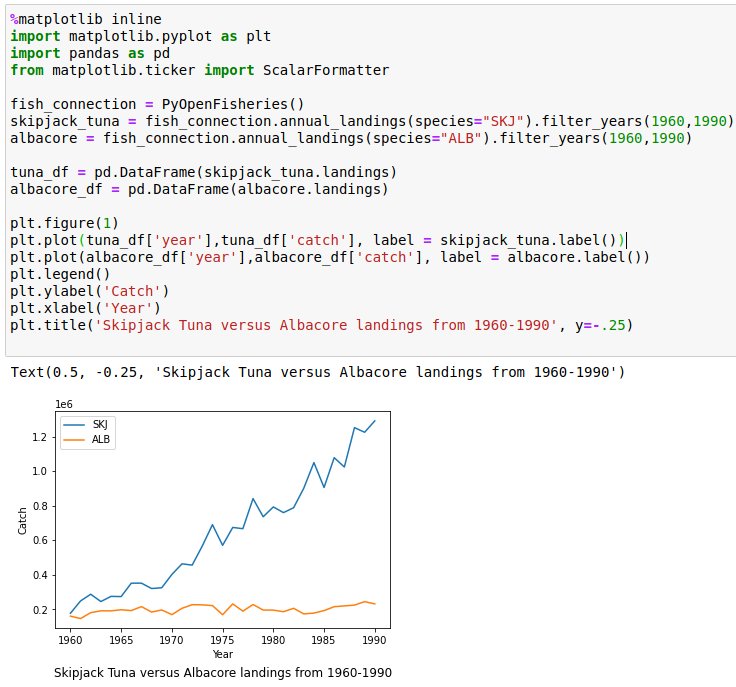 %matplotlib inline
import matplotlib.pyplot as plt
import pandas as pd
from matplotlib.ticker import ScalarFormatter
fish_connection = PyOpenFisheries()
skipjack_tuna = fish_connection.annual_landings(species="SKJ").filter_years(1960,1990)
albacore = fish_connection.annual_landings(species="ALB").filter_years(1960,1990)
tuna_df = pd.DataFrame(skipjack_tuna.landings)
albacore_df = pd.DataFrame(albacore.landings)
plt.figure(1)
plt.plot(tuna_df['year'],tuna_df['catch'], label = skipjack_tuna.label())
plt.plot(albacore_df['year'],albacore_df['catch'], label = albacore.label())
plt.legend()
plt.ylabel('Catch')
plt.xlabel('Year')
plt.title('Skipjack Tuna versus Albacore landings from 1960-1990', y=-.25)
Text(0.5, -0.25, 'Skipjack Tuna versus Albacore landings from 1960-1990')
1e6
SKJ
ALB
1.2
1.0
0.8
0.6
0.4
0.2
Catch
1960 1965 1970 1975 1980 1985 1990
Year
Skipjack Tuna versus Albacore landings from 1960-1990